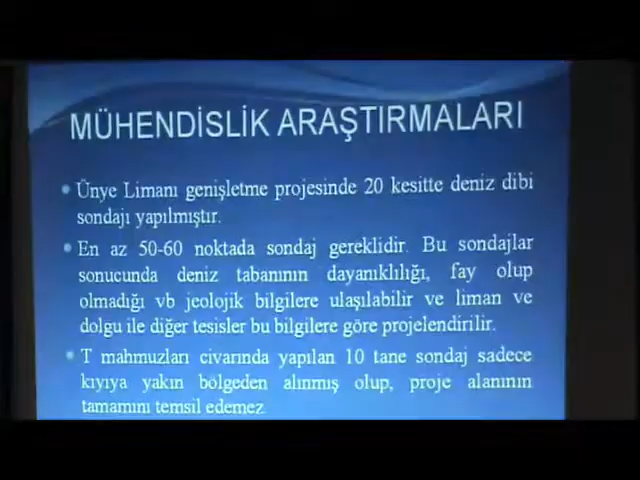 MÜHENDİSLİK ARAŞTIRMALARI
Ünye Limanı genişletme projesinde 20 kesitte deniz dibi
sondajı yapılmıştır.
En az 50-60 noktada sondaj gereklidir. Bu sondajlar
sonucunda deniz tabanının dayanıklılığı, fay olup
olmadığı vb jeolojik bilgilere ulaşılabilir ve liman ve
dolgu ile diğer tesisler bu bilgilere göre projelendirilir.
T mahmuzları civarında yapılan 10 tane sondaj sadece
kıyıya yakın bölgeden alınmış olup, proje alanının
tamamını temsil edemez